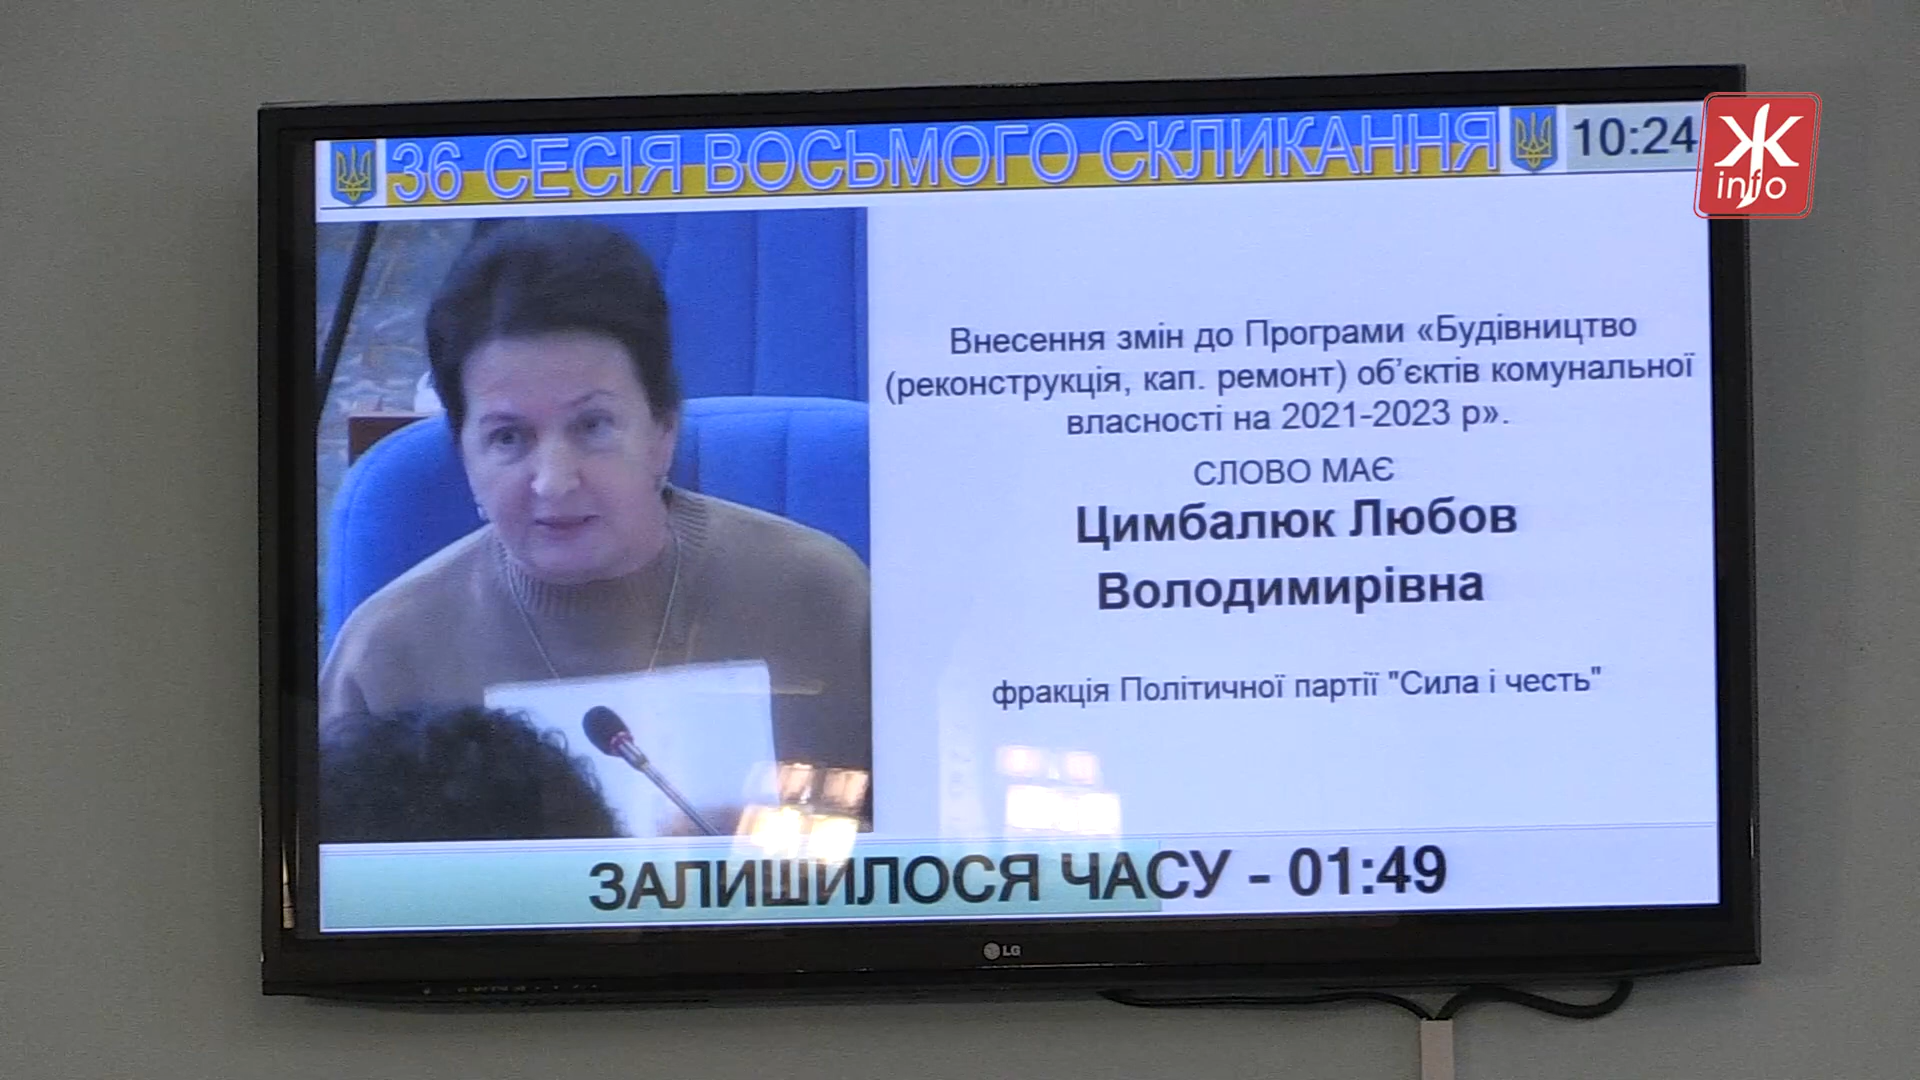 36 СЕСІЯ ВОСЬМОГО СКЛИКАННЯ
10:24
Ж info
Внесення змін до Програми «Будівництво
(реконструкція, кап. ремонт) об’єктів комунальної
власності на 2021-2023 р».
СЛОВО МАЄ
Цимбалюк Любов
Володимирівна
фракція Політичної партії "Сила і честь"
ЗАЛИШИЛОСЯ ЧАСУ - 01:49
LG